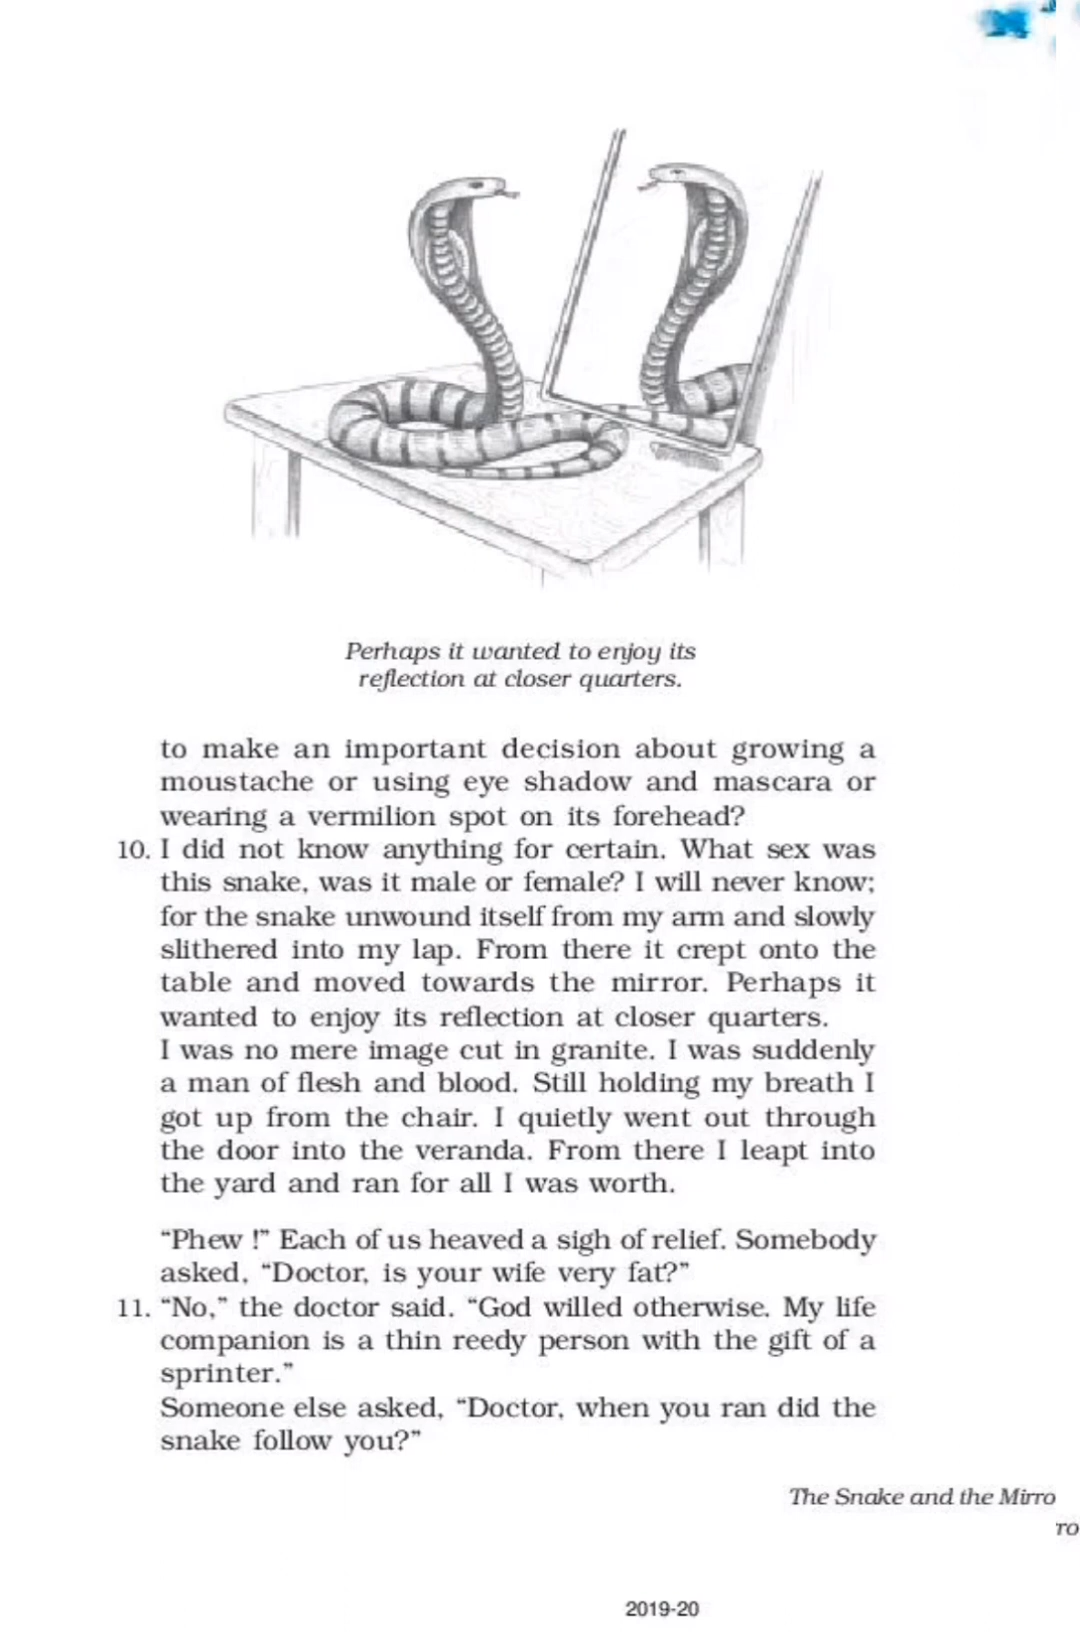 Perhaps it wanted to enjoy its
reflection at closer quarters.
to make an important decision about growing a
moustache or using eye shadow and mascara or
wearing a vermilion spot on its forehead?
10. I did not know anything for certain. What sex was
this snake, was it male or female? I will never know;
for the snake unwound itself from my arm and slowly
slithered into my lap. From there it crept onto the
table and moved towards the mirror. Perhaps it
wanted to enjoy its reflection at closer quarters.
I was no mere image cut in granite. I was suddenly
a man of flesh and blood. Still holding my breath I
got up from the chair. I quietly went out through
the door into the veranda. From there I leapt into
the yard and ran for all I was worth.
“Phew !” Each of us heaved a sigh of relief. Somebody
asked, “Doctor, is your wife very fat?”
11. “No,” the doctor said. “God willed otherwise. My life
companion is a thin reedy person with the gift of a
sprinter.”
Someone else asked, “Doctor, when you ran did the
snake follow you?”
The Snake and the Mirro
ro
2019-20